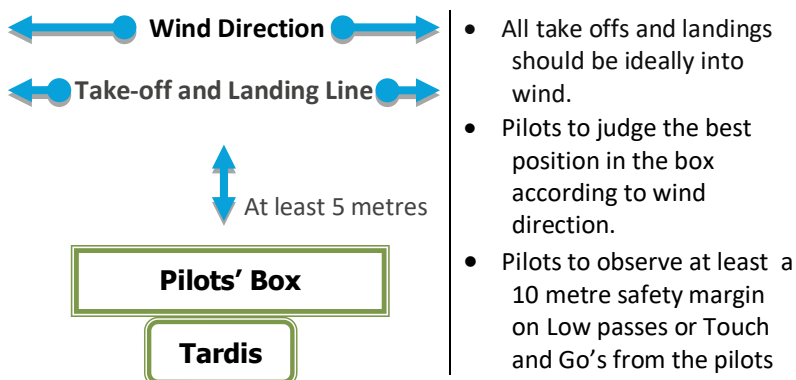 Wind Direction
Take-off and Landing Line
At least 5 metres
Pilots’ Box
Tardis
• All take offs and landings
should be ideally into
wind.
• Pilots to judge the best
position in the box
according to wind
direction.
• Pilots to observe at least a
10 metre safety margin
on Low passes or Touch
and Go’s from the pilots